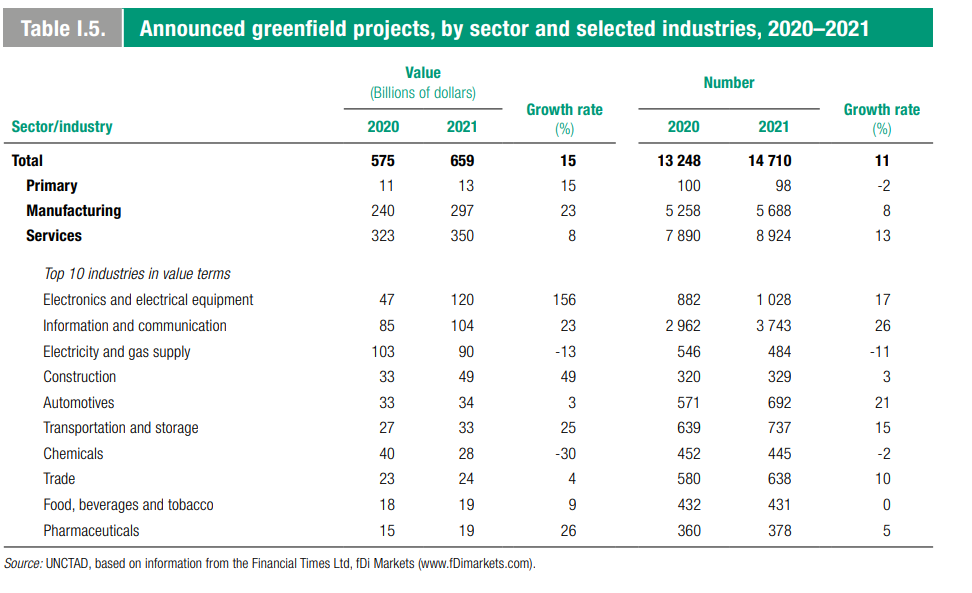 Table I.5. Announced greenfield projects, by sector and selected industries, 2020–2021
Value
(Billions of dollars)
Number
Sector/industry 2020 2021 Growth rate (%) 2020 2021 Growth rate (%)
Total 575 659 15 13 248 14 710 11
Primary 11 13 15 100 98 -2
Manufacturing 240 297 23 5 258 5 688 8
Services 323 350 8 7 890 8 924 13
Top 10 industries in value terms
Electronics and electrical equipment 47 120 156 882 1 028 17
Information and communication 85 104 23 2 962 3 743 26
Electricity and gas supply 103 90 -13 546 484 -11
Construction 33 49 49 320 329 3
Automotives 33 34 3 571 692 21
Transportation and storage 27 33 25 639 737 15
Chemicals 40 28 -30 452 445 -2
Trade 23 24 4 580 638 10
Food, beverages and tobacco 18 19 9 432 431 0
Pharmaceuticals 15 19 26 360 378 5
Source: UNCTAD, based on information from the Financial Times Ltd, fDi Markets (www.fDimarkets.com).